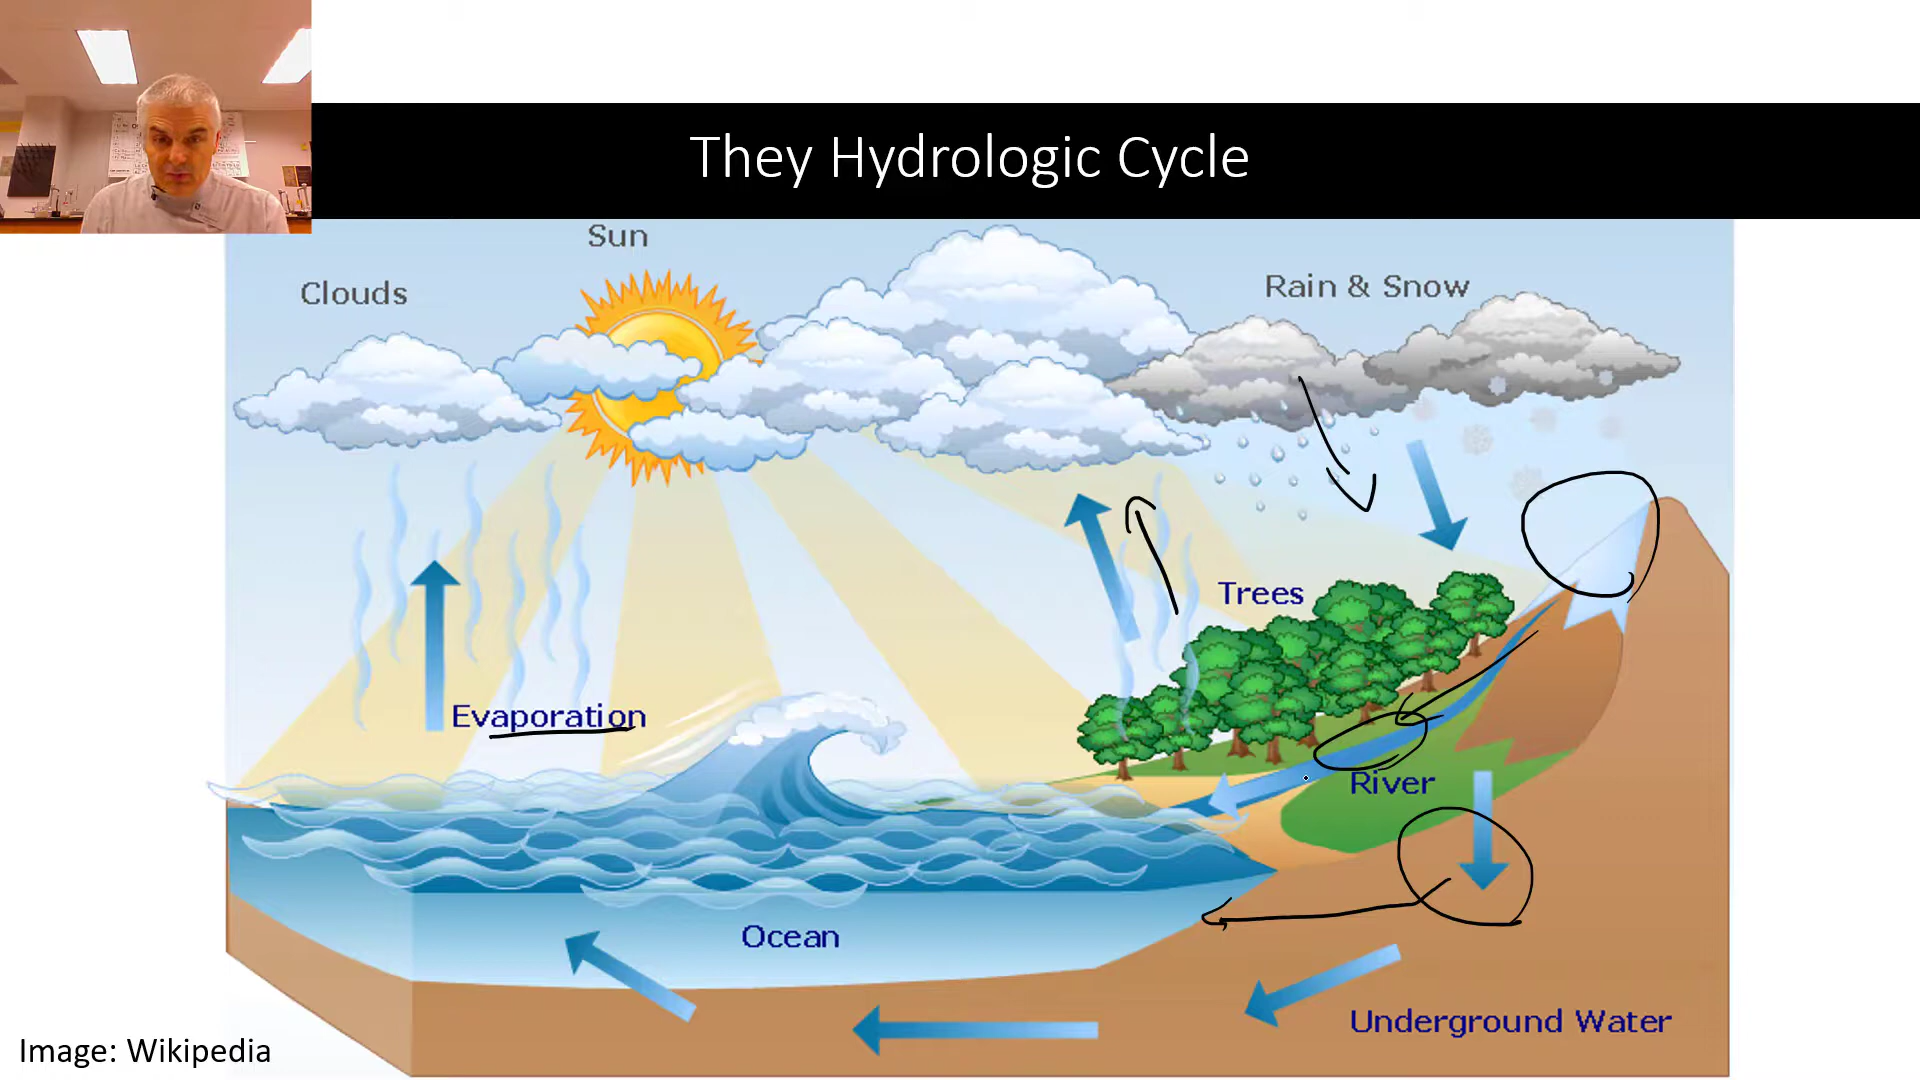 They Hydrologic Cycle
Sun
Clouds
Rain & Snow
Trees
Evaporation
River
Ocean
Underground Water
Image: Wikipedia